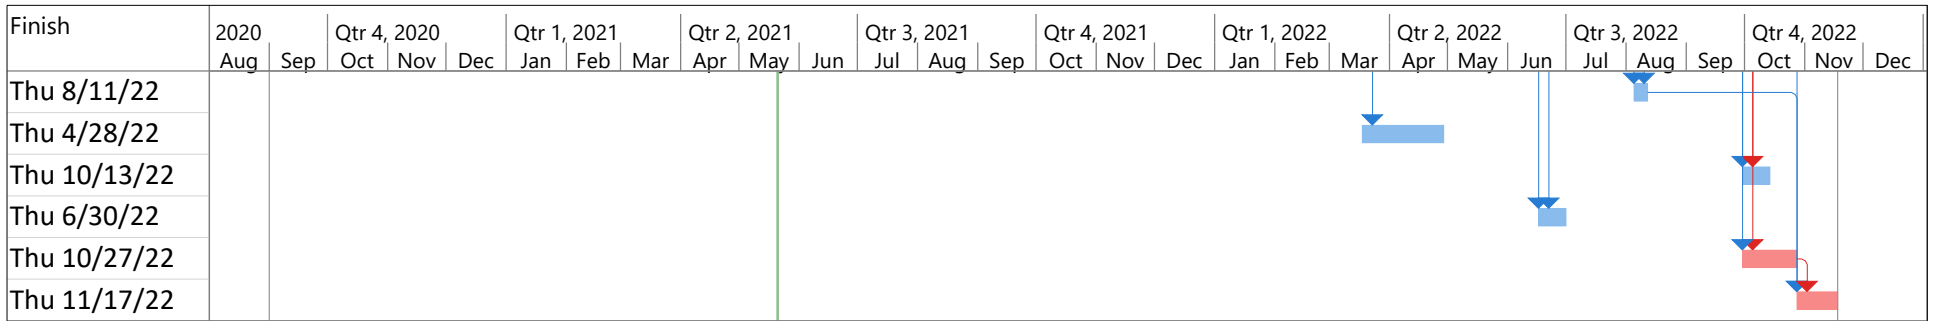 Finish
2020 Qtr 4, 2020 Qtr 1, 2021 Qtr 2, 2021 Qtr 3, 2021 Qtr 4, 2021 Qtr 1, 2022 Qtr 2, 2022 Qtr 3, 2022 Qtr 4, 2022
Aug Sep Oct Nov Dec Jan Feb Mar Apr May Jun Jul Aug Sep Oct Nov Dec Jan Feb Mar Apr May Jun Jul Aug Sep Oct Nov Dec
Thu 8/11/22
Thu 4/28/22
Thu 10/13/22
Thu 6/30/22
Thu 10/27/22
Thu 11/17/22